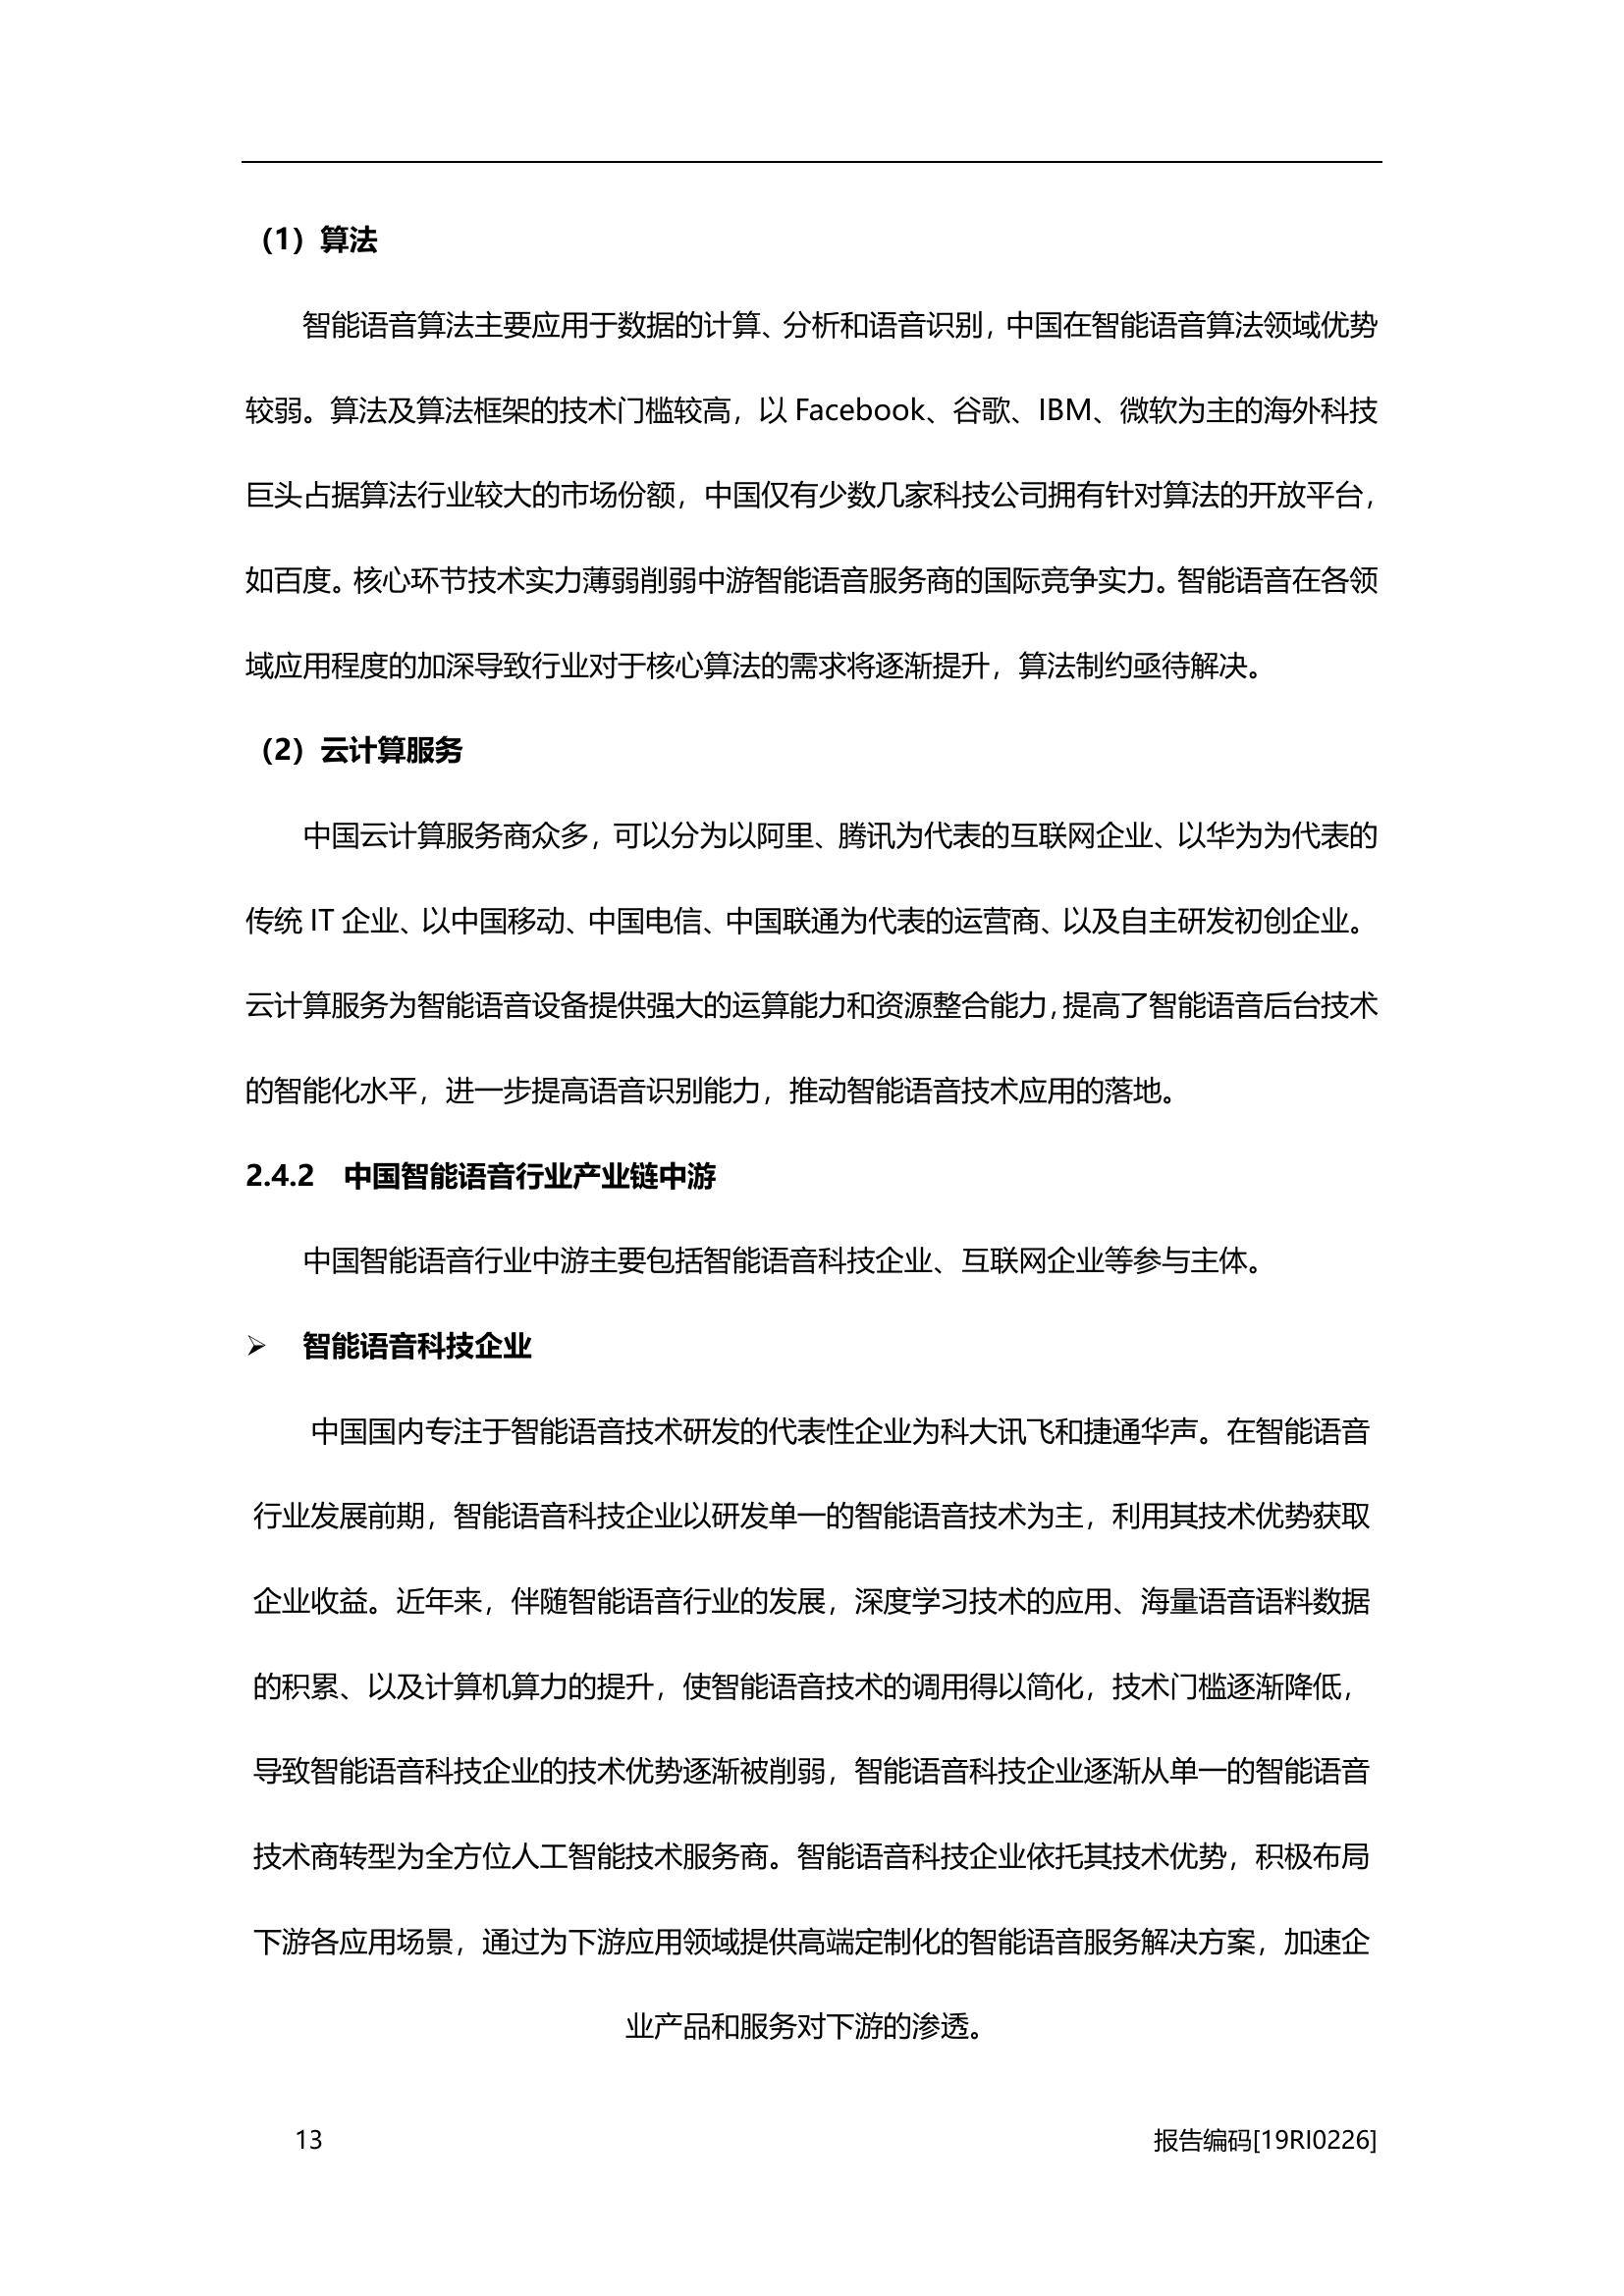 （1）算法
智能语音算法主要应用于数据的计算、分析和语音识别，中国在智能语音算法领域优势
较弱。算法及算法框架的技术门槛较高，以 Facebook、谷歌、IBM、微软为主的海外科技
巨头占据算法行业较大的市场份额，中国仅有少数几家科技公司拥有针对算法的开放平台，
如百度。核心环节技术实力薄弱削弱中游智能语音服务商的国际竞争实力。智能语音在各领
域应用程度的加深导致行业对于核心算法的需求将逐渐提升，算法制约亟待解决。
（2）云计算服务
中国云计算服务商众多，可以分为以阿里、腾讯为代表的互联网企业、以华为为代表的
传统 IT 企业、以中国移动、中国电信、中国联通为代表的运营商、以及自主研发初创企业。
云计算服务为智能语音设备提供强大的运算能力和资源整合能力，提高了智能语音后台技术
的智能化水平，进一步提高语音识别能力，推动智能语音技术应用的落地。
2.4.2 中国智能语音行业产业链中游
中国智能语音行业中游主要包括智能语音科技企业、互联网企业等参与主体。
➢ 智能语音科技企业
中国国内专注于智能语音技术研发的代表性企业为科大讯飞和捷通华声。在智能语音
行业发展前期，智能语音科技企业以研发单一的智能语音技术为主，利用其技术优势获取
企业收益。近年来，伴随智能语音行业的发展，深度学习技术的应用、海量语音语料数据
的积累、以及计算机算力的提升，使智能语音技术的调用得以简化，技术门槛逐渐降低，
导致智能语音科技企业的技术优势逐渐被削弱，智能语音科技企业逐渐从单一的智能语音
技术商转型为全方位人工智能技术服务商。智能语音科技企业依托其技术优势，积极布局
下游各应用场景，通过为下游应用领域提供高端定制化的智能语音服务解决方案，加速企
业产品和服务对下游的渗透。
13 报告编码[19RI0226]